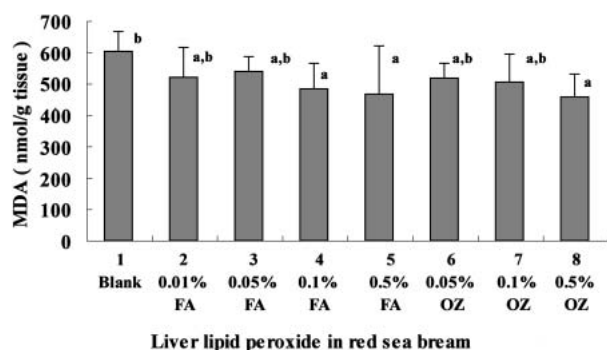 700
600
500
400
300
200
100
0
MDA ( nmol/g tissue )
b
a,b
a,b
a
a
a,b
a,b
a
1 2 3 4 5 6 7 8
Blank 0.01% 0.05% 0.1% 0.5% 0.05% 0.1% 0.5%
FA FA FA FA OZ OZ OZ
Liver lipid peroxide in red sea bream